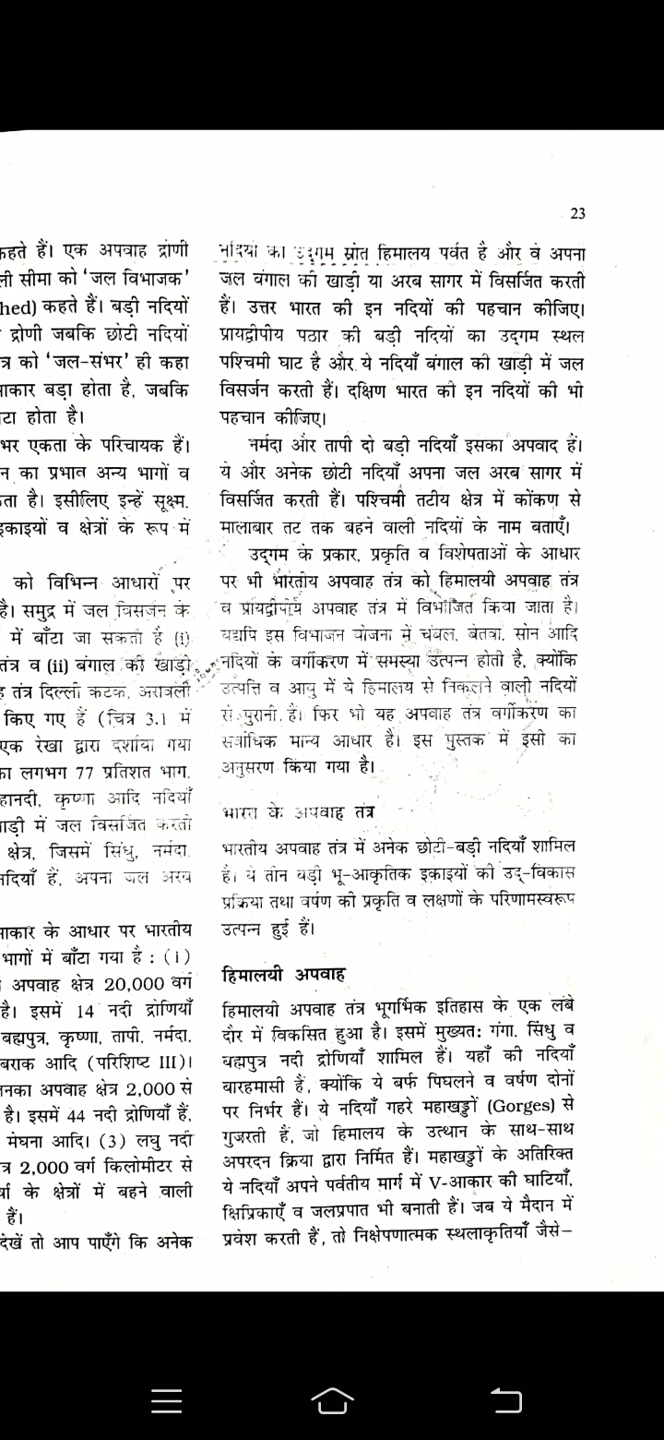 23
कहते हैं। एक अपवाह द्रोणी
ली सीमा को 'जल विभाजक'
hed) कहते हैं। बड़ी नदियों
द्रोणी जबकि छोटी नदियों
त्र को 'जल-संभर' ही कहा
आकार बड़ा होता है, जबकि
टा होता है।
भर एकता के परिचायक हैं।
न का प्रभाव अन्य भागों व
ता है। इसीलिए इन्हें सूक्ष्म,
इकाइयों व क्षेत्रों के रूप में
को विभिन्न आधारों पर
है। समुद्र में जल विसर्जन के
में बाँटा जा सकता है (i)
तंत्र व (ii) बंगाल की खाड़ी
ह तंत्र दिल्ली कटक, अरावली
किए गए हैं (चित्र 3.1 में
एक रेखा द्वारा दर्शाया गया
का लगभग 77 प्रतिशत भाग,
हानदी, कृष्णा आदि नदियाँ
ाड़ी में जल विसर्जित करती
क्षेत्र, जिसमें सिंधु, नर्मदा,
नदियाँ हैं, अपना जल अरब
आकार के आधार पर भारतीय
भागों में बाँटा गया है : (1)
अपवाह क्षेत्र 20,000 वर्ग
है। इसमें 14 नदी द्रोणियाँ
ब्रह्मपुत्र, कृष्णा, तापी, नर्मदा,
बराक आदि (परिशिष्ट III)।
नका अपवाह क्षेत्र 2,000 से
है। इसमें 44 नदी द्रोणियाँ हैं,
मेघना आदि। (3) लघु नदी
त्र 2,000 वर्ग किलोमीटर से
र्षा के क्षेत्रों में बहने वाली
हैं।
देखें तो आप पाएँगे कि अनेक
नदियों का उद्गम स्रोत हिमालय पर्वत है और वे अपना
जल बंगाल की खाड़ी या अरब सागर में विसर्जित करती
हैं। उत्तर भारत की इन नदियों की पहचान कीजिए।
प्रायद्वीपीय पठार की बड़ी नदियों का उद्गम स्थल
पश्चिमी घाट है और ये नदियाँ बंगाल की खाड़ी में जल
विसर्जन करती हैं। दक्षिण भारत की इन नदियों की भी
पहचान कीजिए।
नर्मदा और तापी दो बड़ी नदियाँ इसका अपवाद हैं।
ये और अनेक छोटी नदियाँ अपना जल अरब सागर में
विसर्जित करती हैं। पश्चिमी तटीय क्षेत्र में कोंकण से
मालाबार तट तक बहने वाली नदियों के नाम बताएँ।
उद्गम के प्रकार, प्रकृति व विशेषताओं के आधार
पर भी भारतीय अपवाह तंत्र को हिमालयी अपवाह तंत्र
व प्रायद्वीपीय अपवाह तंत्र में विभाजित किया जाता है।
यद्यपि इस विभाजन योजना में चंबल, बेतवा, सोन आदि
नदियों के वर्गीकरण में समस्या उत्पन्न होती है, क्योंकि
उत्पत्ति व आयु में ये हिमालय से निकलने वाली नदियों
से पुरानी हैं। फिर भी यह अपवाह तंत्र वर्गीकरण का
सर्वाधिक मान्य आधार है। इस पुस्तक में इसी का
अनुसरण किया गया है।
भारत के अपवाह तंत्र
भारतीय अपवाह तंत्र में अनेक छोटी-बड़ी नदियाँ शामिल
हैं। ये तीन बड़ी भू-आकृतिक इकाइयों की उद्-विकास
प्रक्रिया तथा वर्षण की प्रकृति व लक्षणों के परिणामस्वरूप
उत्पन्न हुई हैं।
हिमालयी अपवाह
हिमालयी अपवाह तंत्र भूगर्भिक इतिहास के एक लंबे
दौर में विकसित हुआ है। इसमें मुख्यत: गंगा, सिंधु व
ब्रह्मपुत्र नदी द्रोणियाँ शामिल हैं। यहाँ की नदियाँ
बारहमासी हैं, क्योंकि ये बर्फ पिघलने व वर्षण दोनों
पर निर्भर हैं। ये नदियाँ गहरे महाखड्डों (Gorges) से
गुजरती हैं, जो हिमालय के उत्थान के साथ-साथ
अपरदन क्रिया द्वारा निर्मित हैं। महाखड्डों के अतिरिक्त
ये नदियाँ अपने पर्वतीय मार्ग में V-आकार की घाटियाँ,
क्षिप्रिकाएँ व जलप्रपात भी बनाती हैं। जब ये मैदान में
प्रवेश करती हैं, तो निक्षेपणात्मक स्थलाकृतियाँ जैसे–